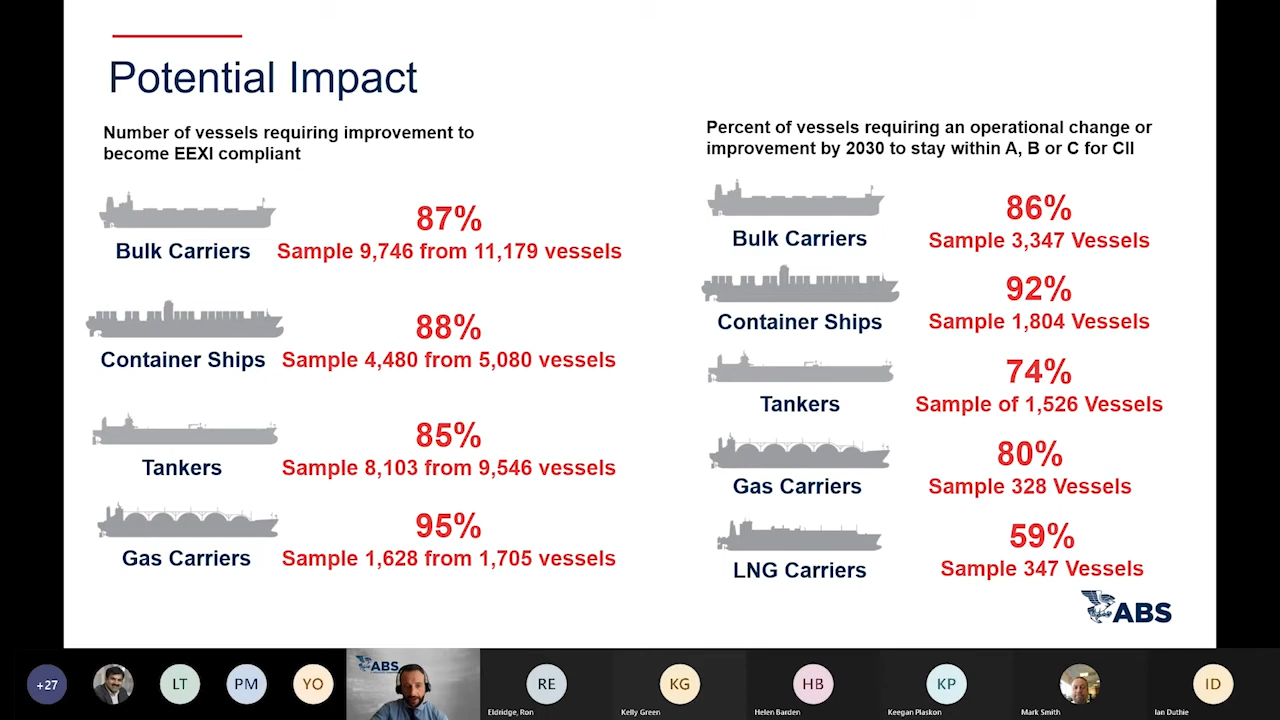 Potential Impact
Number of vessels requiring improvement to
become EEXI compliant
87%
Bulk Carriers
Sample 9,746 from 11,179 vessels
88%
Container Ships
Sample 4,480 from 5,080 vessels
85%
Tankers
Sample 8,103 from 9,546 vessels
95%
Gas Carriers
Sample 1,628 from 1,705 vessels
Percent of vessels requiring an operational change or
improvement by 2030 to stay within A, B or C for CII
86%
Bulk Carriers
Sample 3,347 Vessels
92%
Container Ships
Sample 1,804 Vessels
74%
Tankers
Sample of 1,526 Vessels
80%
Gas Carriers
Sample 328 Vessels
59%
LNG Carriers
Sample 347 Vessels
ABS
+27
LT
PM
YO
ABS
RE
Eldridge, Ron
KG
Kelly Green
HB
Helen Barden
KP
Keegan Plaskon
Mark Smith
ID
Ian Duthie